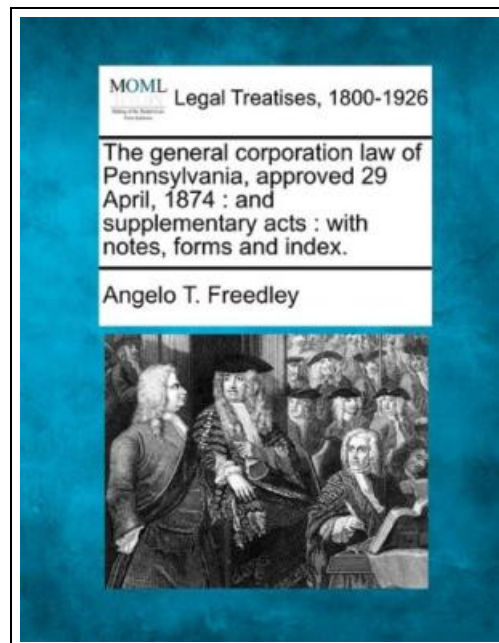 MOML
Legal Treatises, 1800-1926
The general corporation law of
Pennsylvania, approved 29
April, 1874 : and
supplementary acts : with
notes, forms and index.
Angelo T. Freedley